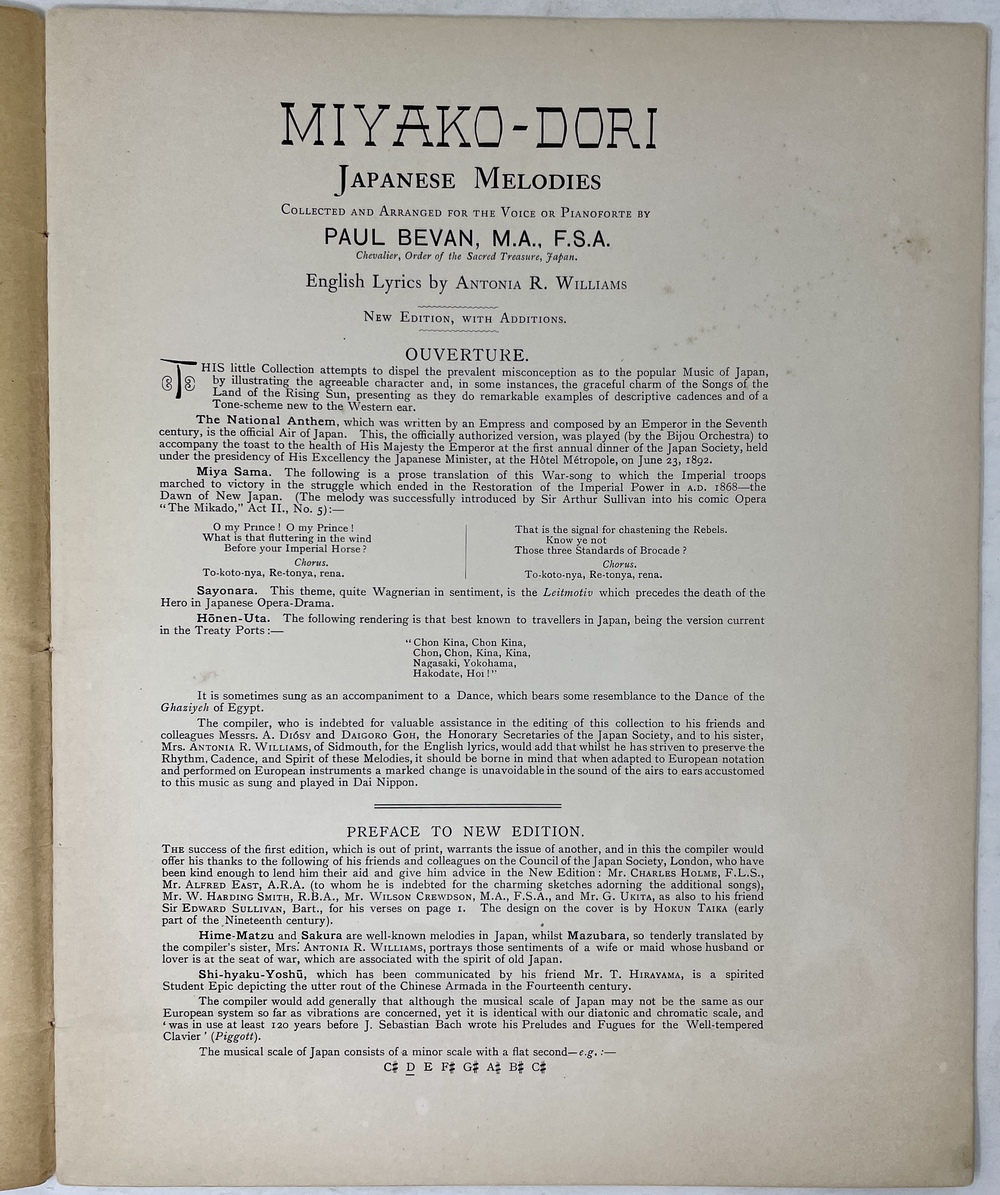 MIYAKO-DORI
JAPANESE MELODIES
COLLECTED AND ARRANGED FOR THE VOICE OR PIANOFORTE BY
PAUL BEVAN, M.A., F.S.A.
Chevalier, Order of the Sacred Treasure, Japan.
English Lyrics by ANTONIA R. WILLIAMS
NEW EDITION, WITH ADDITIONS.
OUVERTURE.
THIS little Collection attempts to dispel the prevalent misconception as to the popular Music of Japan,
by illustrating the agreeable character and, in some instances, the graceful charm of the Songs of the
Land of the Rising Sun, presenting as they do remarkable examples of descriptive cadences and of a
Tone-scheme new to the Western ear.
The National Anthem, which was written by an Empress and composed by an Emperor in the Seventh
century, is the official Air of Japan. This, the officially authorized version, was played (by the Bijou Orchestra) to
accompany the toast to the health of His Majesty the Emperor at the first annual dinner of the Japan Society, held
under the presidency of His Excellency the Japanese Minister, at the Hôtel Métropole, on June 23, 1892.
Miya Sama. The following is a prose translation of this War-song to which the Imperial troops
marched to victory in the struggle which ended in the Restoration of the Imperial Power in A.D. 1868—the
Dawn of New Japan. (The melody was successfully introduced by Sir Arthur Sullivan into his comic Opera
"The Mikado," Act II., No. 5):—
O my Prince! O my Prince!
What is that fluttering in the wind
Before your Imperial Horse?
Chorus.
To-koto-nya, Re-tonya, rena.
That is the signal for chastening the Rebels.
Know ye not
Those three Standards of Brocade?
Chorus.
To-koto-nya, Re-tonya, rena.
Sayonara. This theme, quite Wagnerian in sentiment, is the Leitmotiv which precedes the death of the
Hero in Japanese Opera-Drama.
Hōnen-Uta. The following rendering is that best known to travellers in Japan, being the version current
in the Treaty Ports:—
"Chon Kina, Chon Kina,
Chon, Chon, Kina, Kina,
Nagasaki, Yokohama,
Hakodate, Hoi!"
It is sometimes sung as an accompaniment to a Dance, which bears some resemblance to the Dance of the
Ghaziyeh of Egypt.
The compiler, who is indebted for valuable assistance in the editing of this collection to his friends and
colleagues Messrs. A. DIÓSY and DAIGORO GOH, the Honorary Secretaries of the Japan Society, and to his sister,
Mrs. ANTONIA R. WILLIAMS, of Sidmouth, for the English lyrics, would add that whilst he has striven to preserve the
Rhythm, Cadence, and Spirit of these Melodies, it should be borne in mind that when adapted to European notation
and performed on European instruments a marked change is unavoidable in the sound of the airs to ears accustomed
to this music as sung and played in Dai Nippon.
PREFACE TO NEW EDITION.
THE success of the first edition, which is out of print, warrants the issue of another, and in this the compiler would
offer his thanks to the following of his friends and colleagues on the Council of the Japan Society, London, who have
been kind enough to lend him their aid and give him advice in the New Edition: Mr. CHARLES HOLME, F.L.S.,
Mr. ALFRED EAST, A.R.A. (to whom he is indebted for the charming sketches adorning the additional songs),
Mr. W. HARDING SMITH, R.B.A., Mr. WILSON CREWDSON, M.A., F.S.A., and Mr. G. UKITA, as also to his friend
Sir EDWARD SULLIVAN, Bart., for his verses on page 1. The design on the cover is by HOKUN TAIKA (early
part of the Nineteenth century).
Hime-Matzu and Sakura are well-known melodies in Japan, whilst Mazubara, so tenderly translated by
the compiler's sister, Mrs. ANTONIA R. WILLIAMS, portrays those sentiments of a wife or maid whose husband or
lover is at the seat of war, which are associated with the spirit of old Japan.
Shi-hyaku-Yoshū, which has been communicated by his friend Mr. T. HIRAYAMA, is a spirited
Student Epic depicting the utter rout of the Chinese Armada in the Fourteenth century.
The compiler would add generally that although the musical scale of Japan may not be the same as our
European system so far as vibrations are concerned, yet it is identical with our diatonic and chromatic scale, and
'was in use at least 120 years before J. Sebastian Bach wrote his Preludes and Fugues for the Well-tempered
Clavier' (Piggott).
The musical scale of Japan consists of a minor scale with a flat second—e.g.:—
C♯ D E F♯ G♯ A♯ B♯ C♯